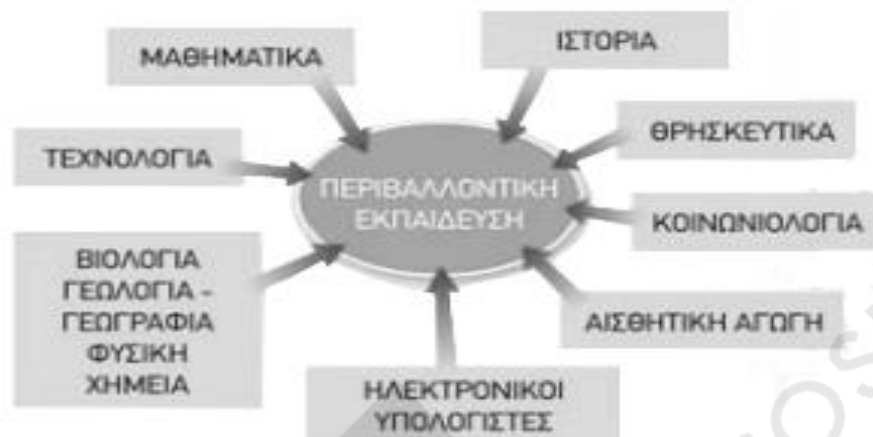 ΜΑΘΗΜΑΤΙΚΑ
ΙΣΤΟΡΙΑ
ΤΕΧΝΟΛΟΓΙΑ
ΘΡΗΣΚΕΥΤΙΚΑ
ΠΕΡΙΒΑΛΛΟΝΤΙΚΗ
ΕΚΠΑΙΔΕΥΣΗ
ΚΟΙΝΩΝΙΟΛΟΓΙΑ
ΒΙΟΛΟΓΙΑ
ΓΕΩΛΟΓΙΑ –
ΓΕΩΓΡΑΦΙΑ
ΦΥΣΙΚΗ
ΧΗΜΕΙΑ
ΑΙΣΘΗΤΙΚΗ ΑΓΩΓΗ
ΗΛΕΚΤΡΟΝΙΚΟΙ
ΥΠΟΛΟΓΙΣΤΕΣ